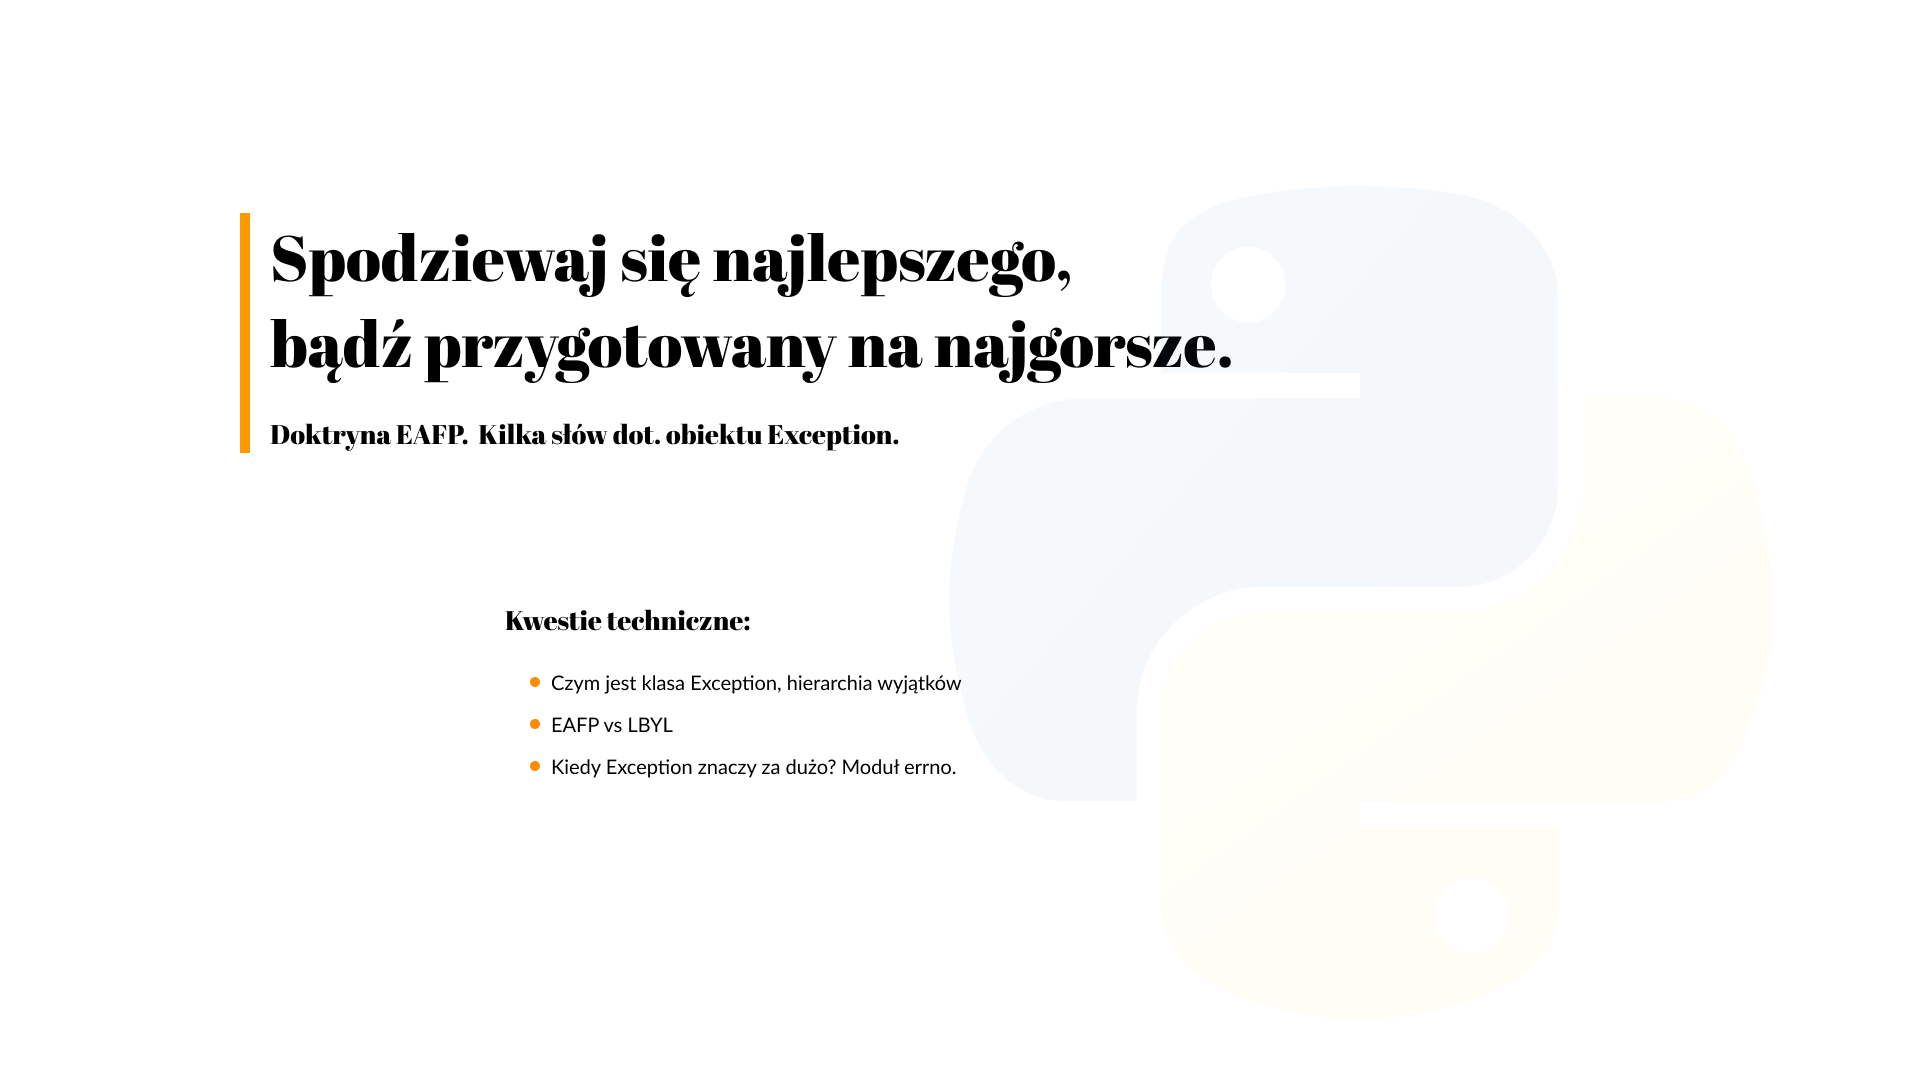 Spodziewaj się najlepszego,
bądź przygotowany na najgorsze.
Doktryna EAFP. Kilka słów dot. obiektu Exception.
Kwestie techniczne:
Czym jest klasa Exception, hierarchia wyjątków
EAFP vs LBYL
Kiedy Exception znaczy za dużo? Moduł errno.